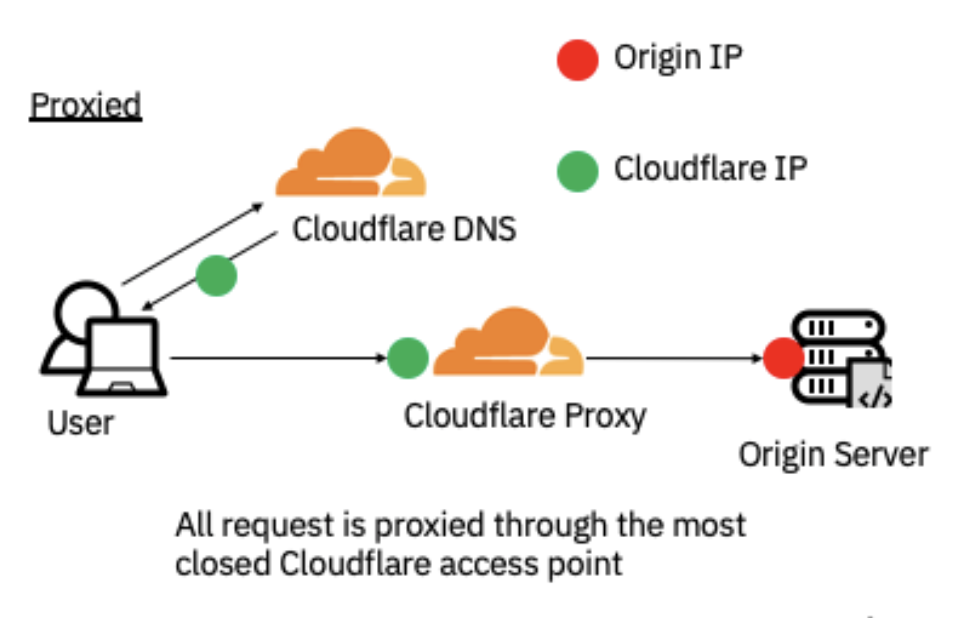 Origin IP
Proxied
Cloudflare IP
Cloudflare DNS
User
Cloudflare Proxy
</>
Origin Server
All request is proxied through the most
closed Cloudflare access point